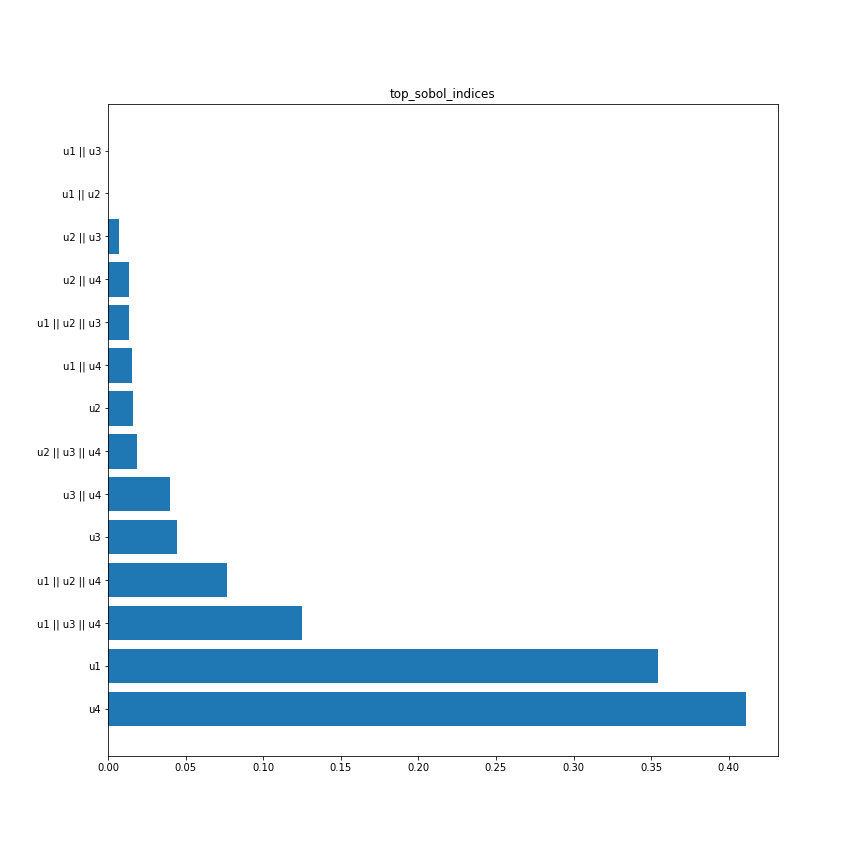 top_sobol_indices
u1 || u3
u1 || u2
u2 || u3
u2 || u4
u1 || u2 || u3
u1 || u4
u2
u2 || u3 || u4
u3 || u4
u3
u1 || u2 || u4
u1 || u3 || u4
u1
u4
0.00 0.05 0.10 0.15 0.20 0.25 0.30 0.35 0.40